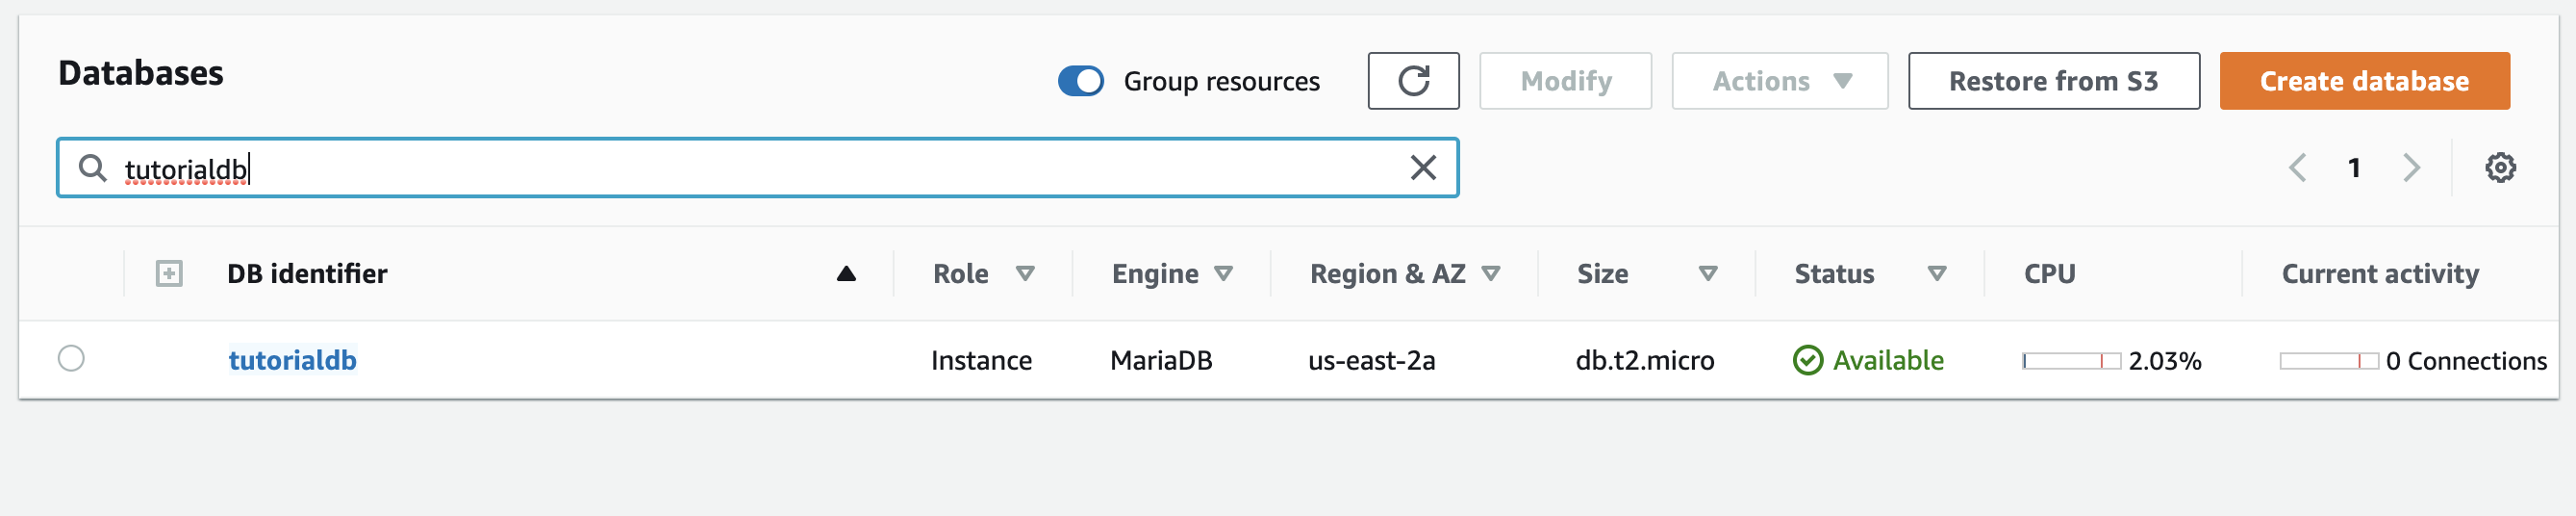 Databases
Group resources
Modify
Actions
Restore from S3
Create database
tutorialdb
1
DB identifier
Role
Engine
Region & AZ
Size
Status
CPU
Current activity
tutorialdb
Instance
MariaDB
us-east-2a
db.t2.micro
Available
2.03%
0 Connections